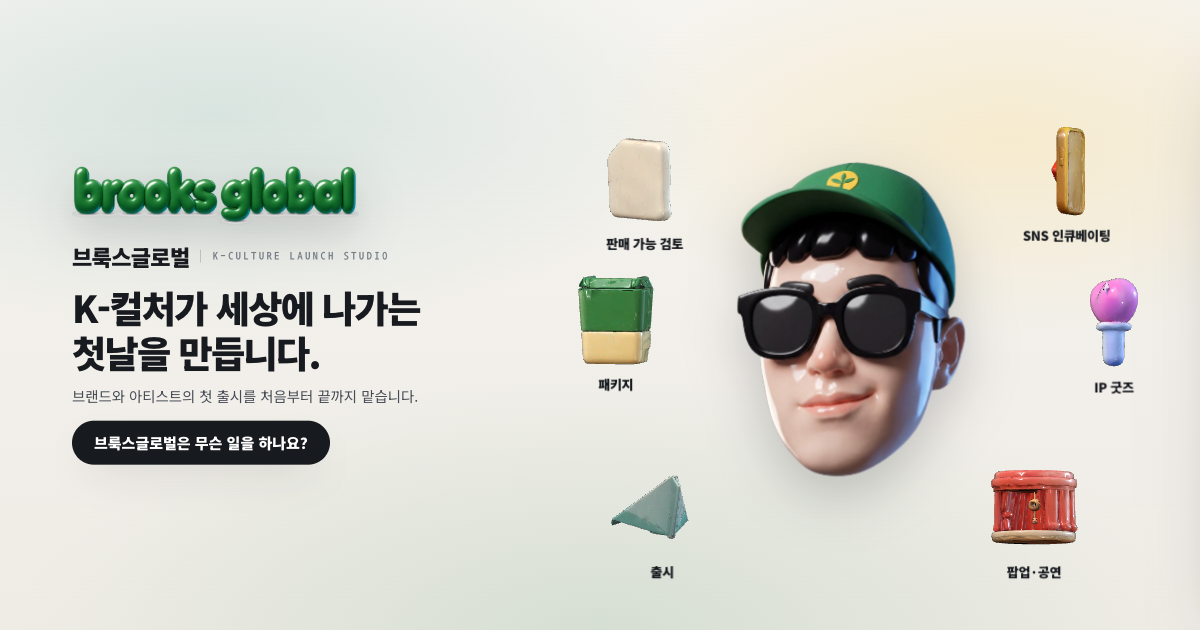 brooks global
브룩스글로벌
K-CULTURE LAUNCH STUDIO
K-컬처가 세상에 나가는
첫날을 만듭니다.
브랜드와 아티스트의 첫 출시를 처음부터 끝까지 맡습니다.
브룩스글로벌은 무슨 일을 하나요?
판매 가능 검토
SNS 인큐베이팅
패키지
IP 굿즈
출시
팝업·공연